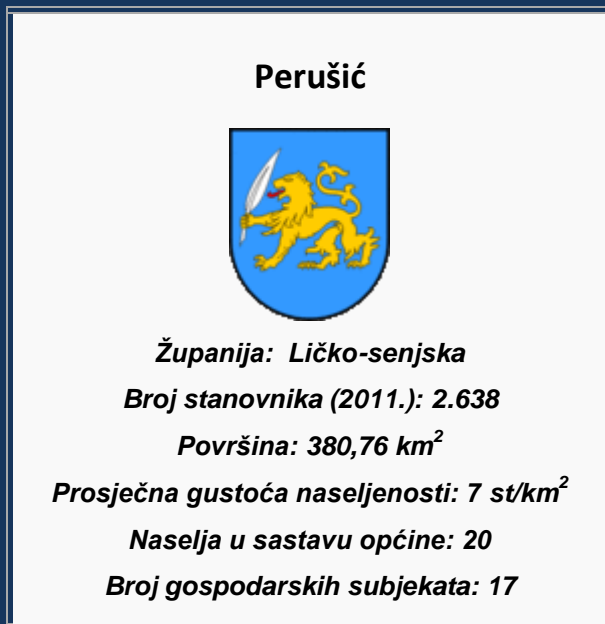 Perušić
Županija: Ličko-senjska
Broj stanovnika (2011.): 2.638
Površina: 380,76 km²
Prosječna gustoća naseljenosti: 7 st/km²
Naselja u sastavu općine: 20
Broj gospodarskih subjekata: 17